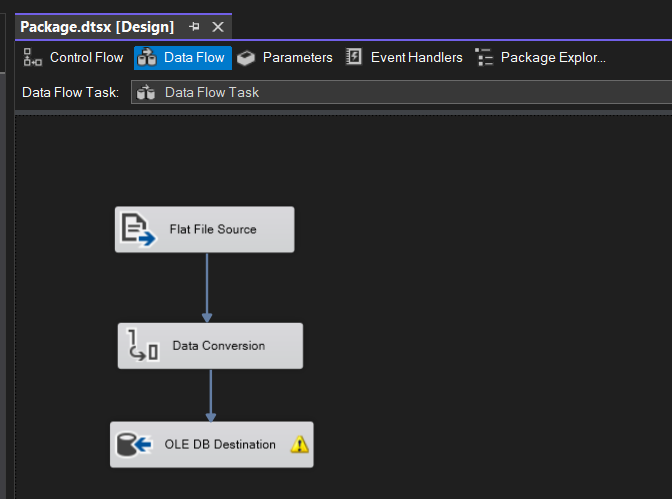 Package.dtsx [Design]
Control Flow Data Flow Parameters Event Handlers Package Explor...
Data Flow Task: Data Flow Task
Flat File Source
Data Conversion
OLE DB Destination